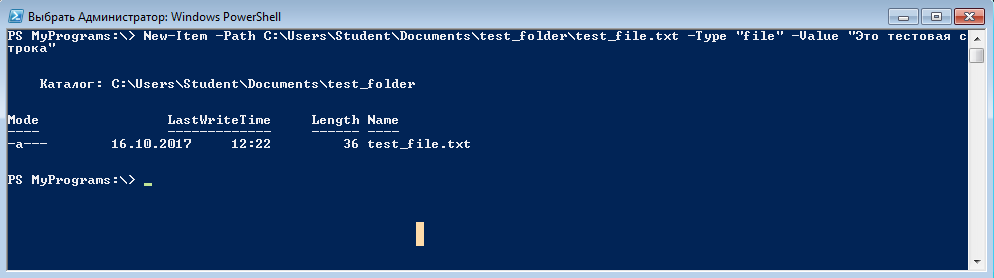 Выбрать Администратор: Windows PowerShell
PS MyPrograms:\> New-Item -Path C:\Users\Student\Documents\test_folder\test_file.txt -Type "file" -Value "Это тестовая с
трока"
Каталог: C:\Users\Student\Documents\test_folder
Mode LastWriteTime Length Name
---- ------------- ------ ----
-a--- 16.10.2017 12:22 36 test_file.txt
PS MyPrograms:\> _